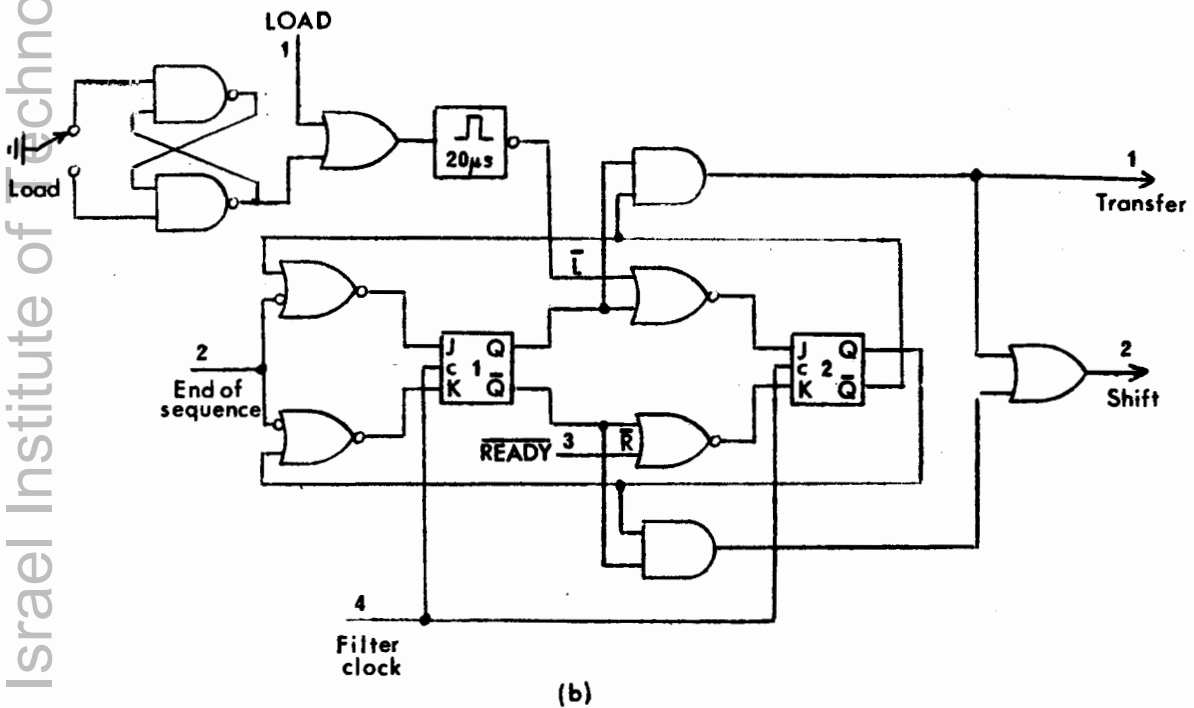 Israel Institute of Techno
LOAD
1
Load
20μs
1
Transfer
l̅
2
End of
sequence
J Q
c 1
K Q̅
J Q
c 2
K Q̅
2
Shift
R̅E̅A̅D̅Y̅ 3 R̅
4
Filter
clock
(b)